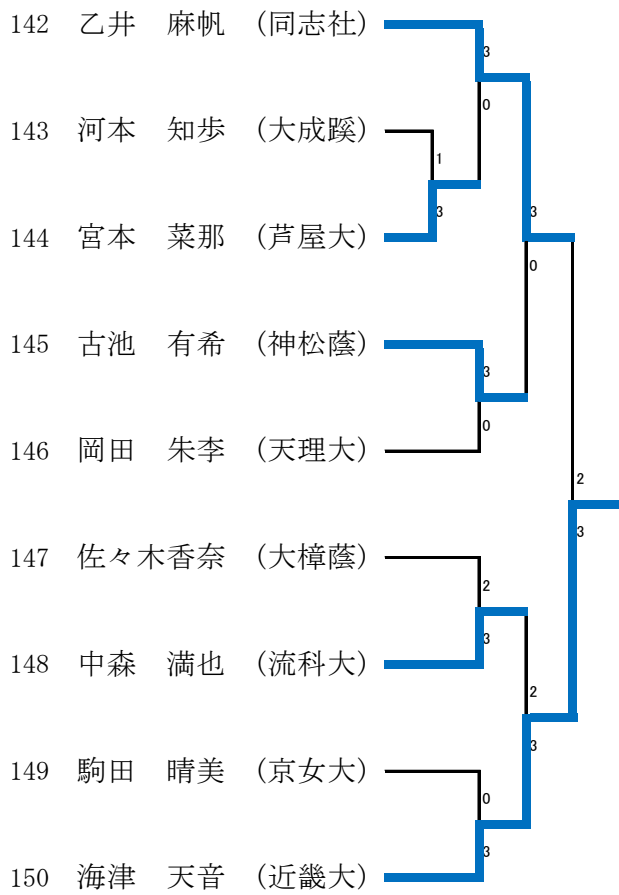 142 乙井 麻帆 (同志社)
3
0
143 河本 知歩 (大成蹊)
1
3
144 宮本 菜那 (芦屋大)
3
0
145 古池 有希 (神松蔭)
3
0
146 岡田 朱李 (天理大)
2
3
147 佐々木香奈 (大樟蔭)
2
3
148 中森 満也 (流科大)
2
3
149 駒田 晴美 (京女大)
0
3
150 海津 天音 (近畿大)